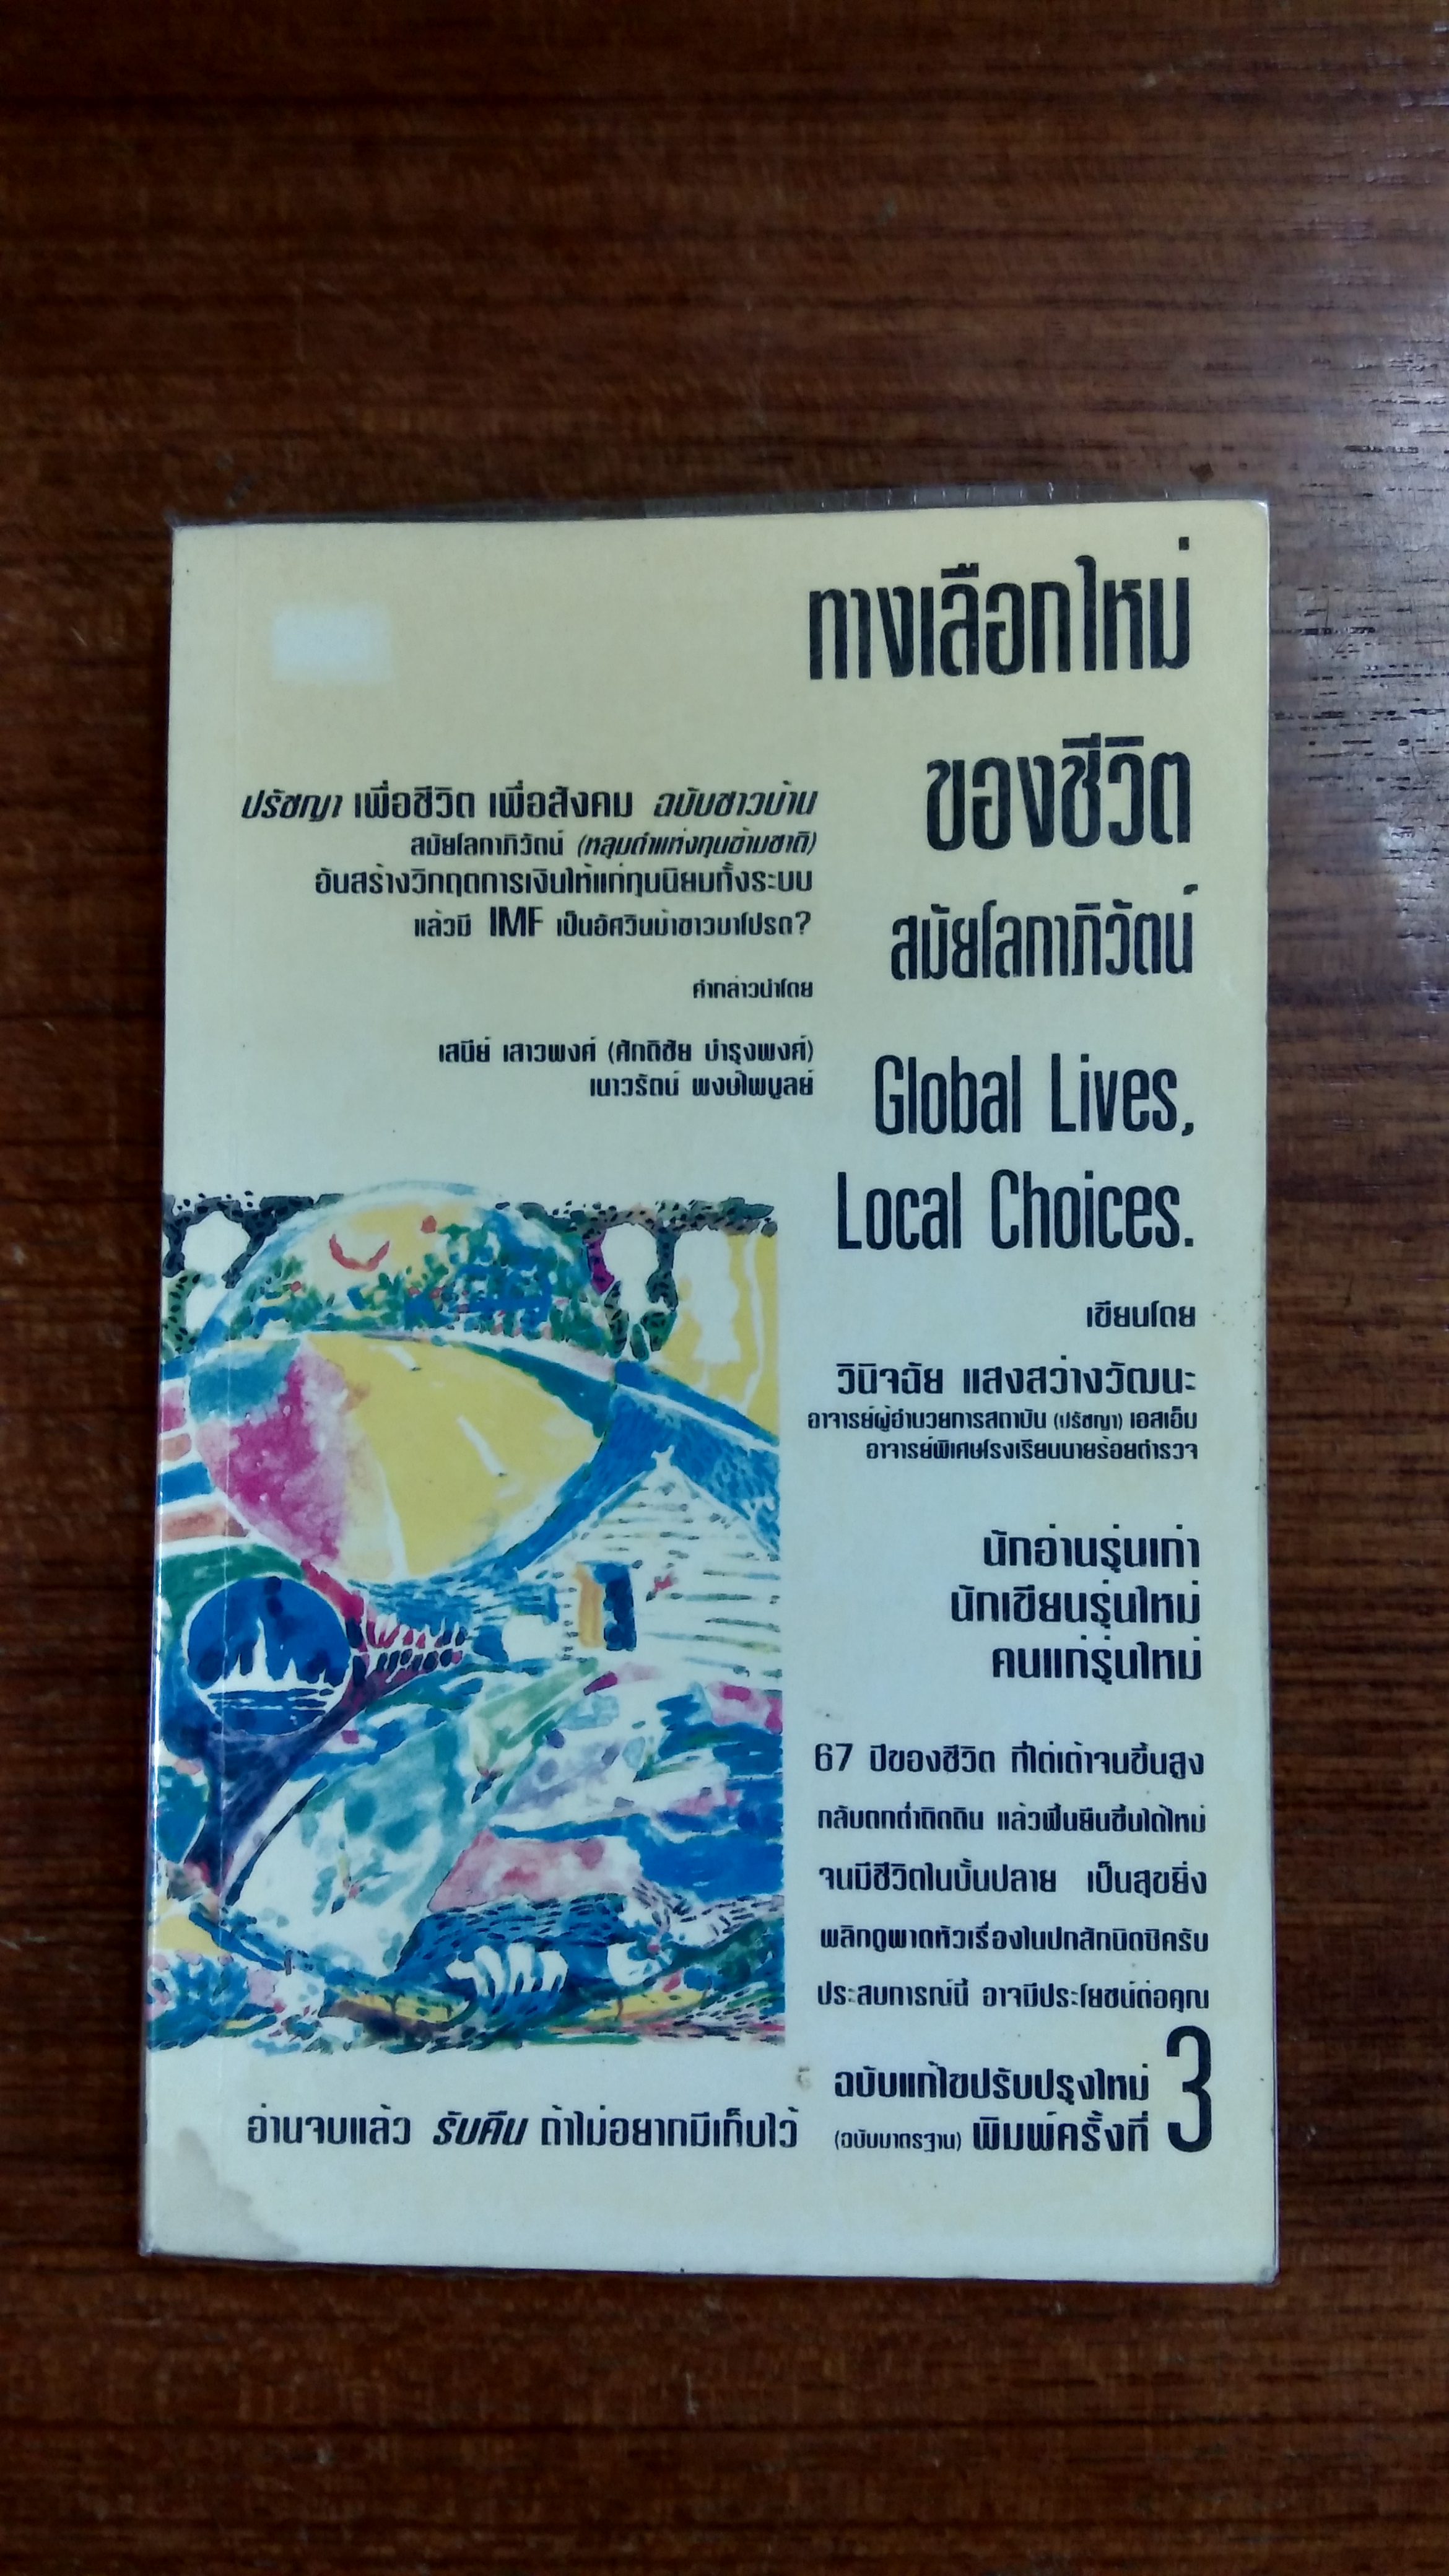 ทางเลือกใหม่
ของชีวิต
สมัยโลกาภิวัตน์
Global Lives,
Local Choices.
ปรัชญา เพื่อชีวิต เพื่อสังคม ฉบับชาวบ้าน
สมัยโลกาภิวัตน์ (หลุมดำแห่งทุนข้ามชาติ)
อันสร้างวิกฤตการเงินให้แก่ทุนนิยมทั้งระบบ
แล้วมี IMF เป็นอัศวินม้าขาวมาโปรด?
คำกล่าวนำโดย
เสนีย์ เสาวพงศ์ (ศักดิชัย บำรุงพงศ์)
เนาวรัตน์ พงษ์ไพบูลย์
เขียนโดย
วินิจฉัย แสงสว่างวัฒนะ
อาจารย์ผู้อำนวยการสถาบัน (ปรัชญา) เอสเอ็ม
อาจารย์พิเศษโรงเรียนนายร้อยตำรวจ
นักอ่านรุ่นเก่า
นักเขียนรุ่นใหม่
คนแก่รุ่นใหม่
67 ปีของชีวิต ที่ไต่เต้าจนขึ้นสูง
กลับตกต่ำติดดิน แล้วฟื้นยืนขึ้นได้ใหม่
จนมีชีวิตในบั้นปลาย เป็นสุขยิ่ง
พลิกดูพาดหัวเรื่องในปกสักนิดซิครับ
ประสบการณ์นี้ อาจมีประโยชน์ต่อคุณ
ฉบับแก้ไขปรับปรุงใหม่
(ฉบับมาตรฐาน) พิมพ์ครั้งที่ 3
อ่านจบแล้ว รับคืน ถ้าไม่อยากมีเก็บไว้